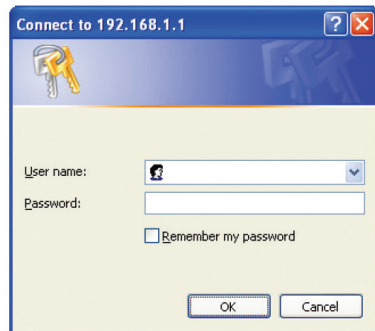 Connect to 192.168.1.1
User name:
Password:
Remember my password
OK
Cancel